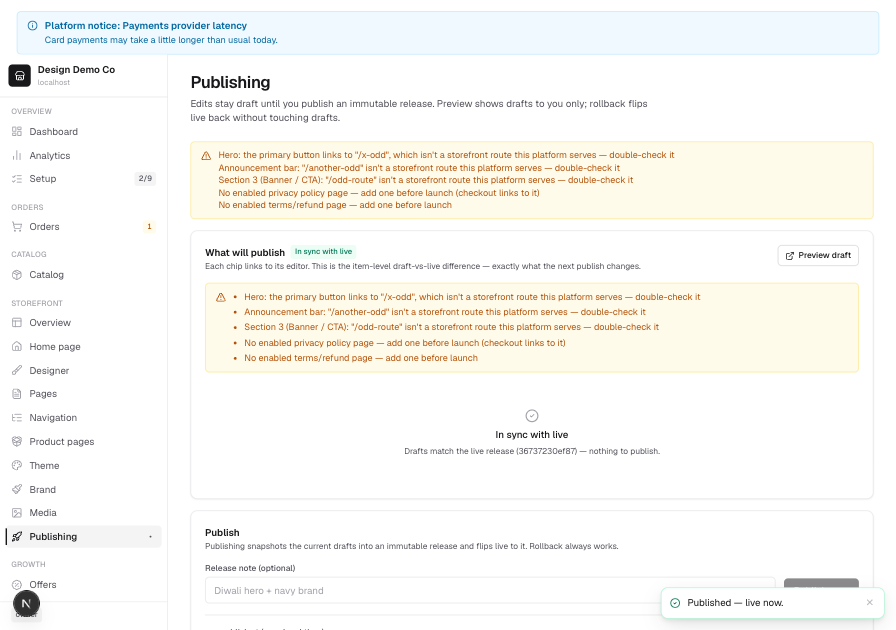 Platform notice: Payments provider latency
Card payments may take a little longer than usual today.
Design Demo Co
localhost
OVERVIEW
Dashboard
Analytics
Setup 2/9
ORDERS
Orders 1
CATALOG
Catalog
STOREFRONT
Overview
Home page
Designer
Pages
Navigation
Product pages
Theme
Brand
Media
Publishing
GROWTH
Offers
N
Publishing
Edits stay draft until you publish an immutable release. Preview shows drafts to you only; rollback flips
live back without touching drafts.
Hero: the primary button links to "/x-odd", which isn't a storefront route this platform serves — double-check it
Announcement bar: "/another-odd" isn't a storefront route this platform serves — double-check it
Section 3 (Banner / CTA): "/odd-route" isn't a storefront route this platform serves — double-check it
No enabled privacy policy page — add one before launch (checkout links to it)
No enabled terms/refund page — add one before launch
What will publish In sync with live
Preview draft
Each chip links to its editor. This is the item-level draft-vs-live difference — exactly what the next publish changes.
• Hero: the primary button links to "/x-odd", which isn't a storefront route this platform serves — double-check it
• Announcement bar: "/another-odd" isn't a storefront route this platform serves — double-check it
• Section 3 (Banner / CTA): "/odd-route" isn't a storefront route this platform serves — double-check it
• No enabled privacy policy page — add one before launch (checkout links to it)
• No enabled terms/refund page — add one before launch
In sync with live
Drafts match the live release (36737230ef87) — nothing to publish.
Publish
Publishing snapshots the current drafts into an immutable release and flips live to it. Rollback always works.
Release note (optional)
Diwali hero + navy brand
Published — live now.